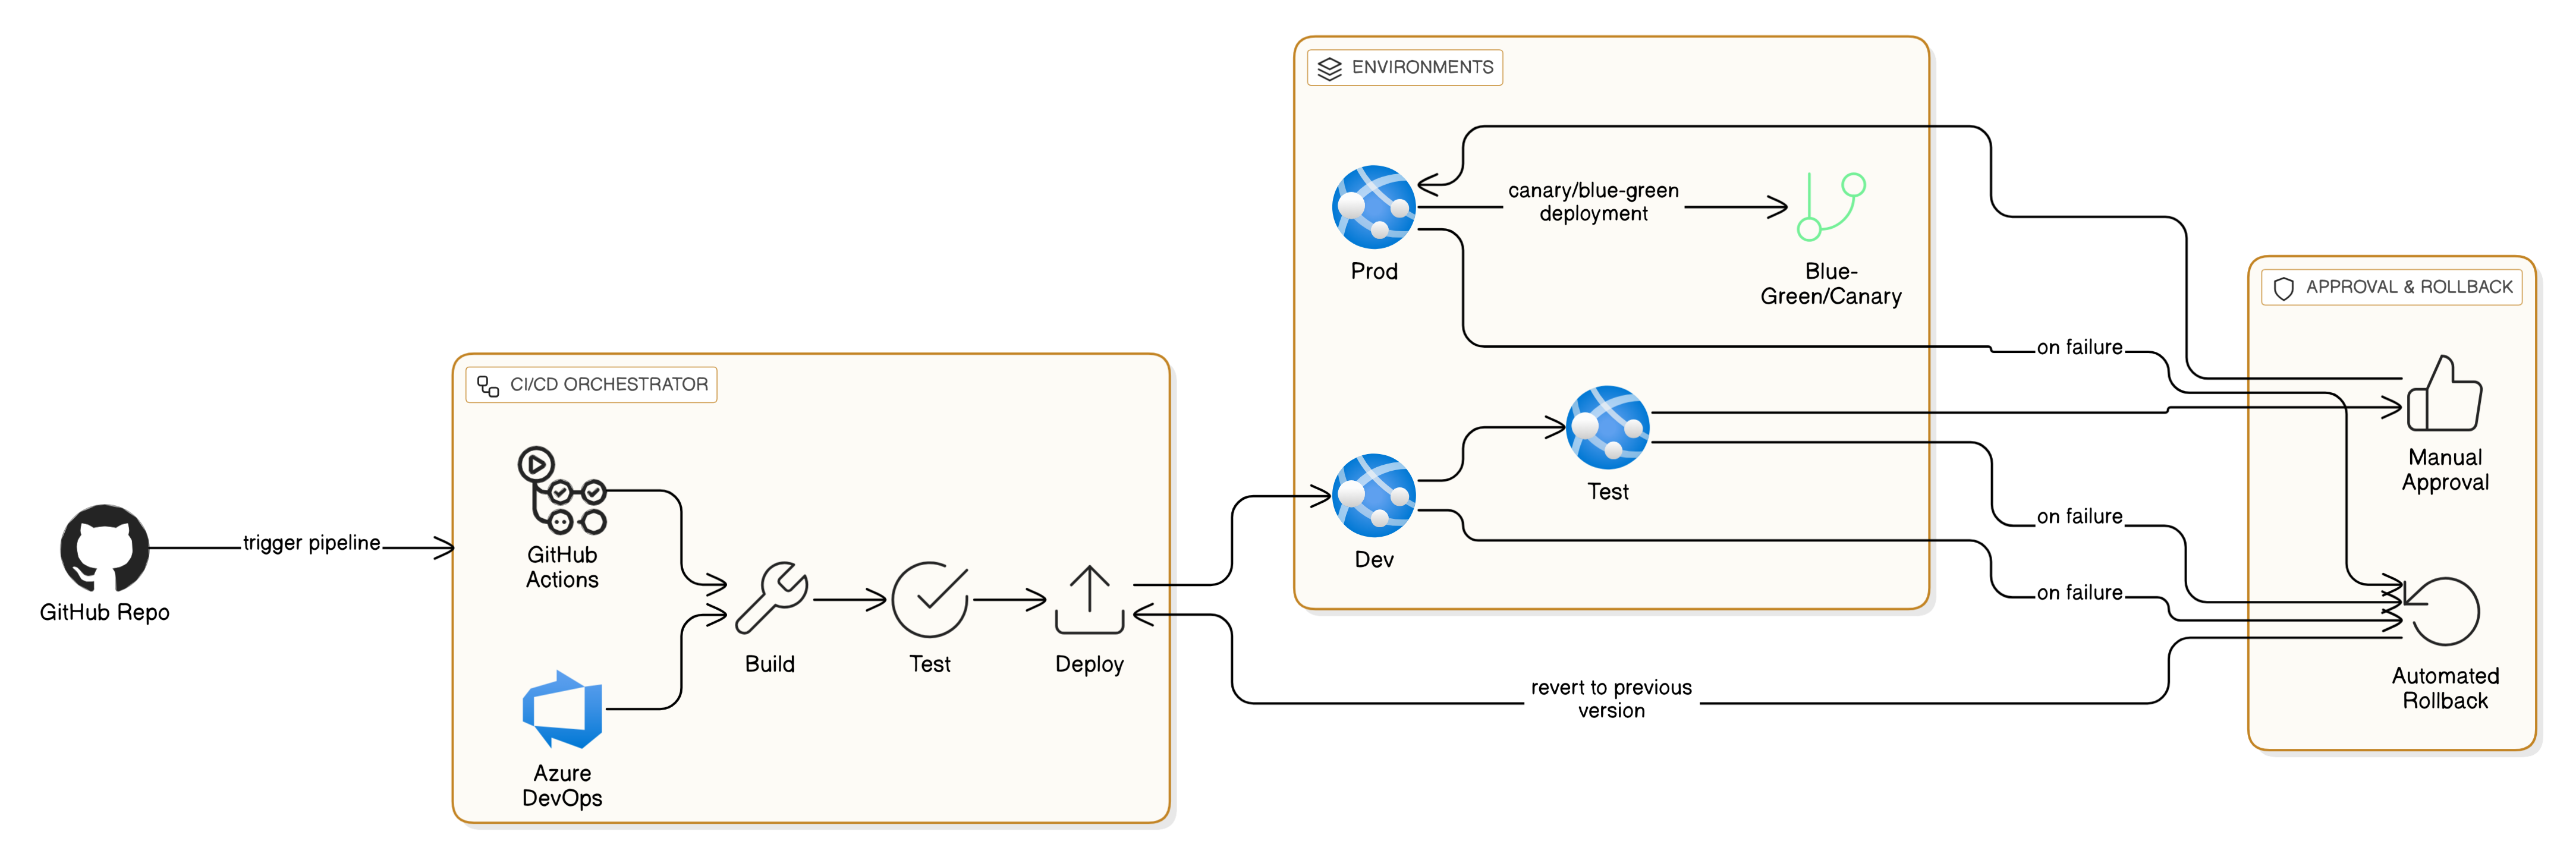 ENVIRONMENTS
canary/blue-green
deployment
Prod
Blue-
Green/Canary
APPROVAL & ROLLBACK
on failure
CI/CD ORCHESTRATOR
Manual
Approval
Test
on failure
trigger pipeline
GitHub
Actions
Dev
on failure
GitHub Repo
Build
Test
Deploy
revert to previous
version
Automated
Rollback
Azure
DevOps